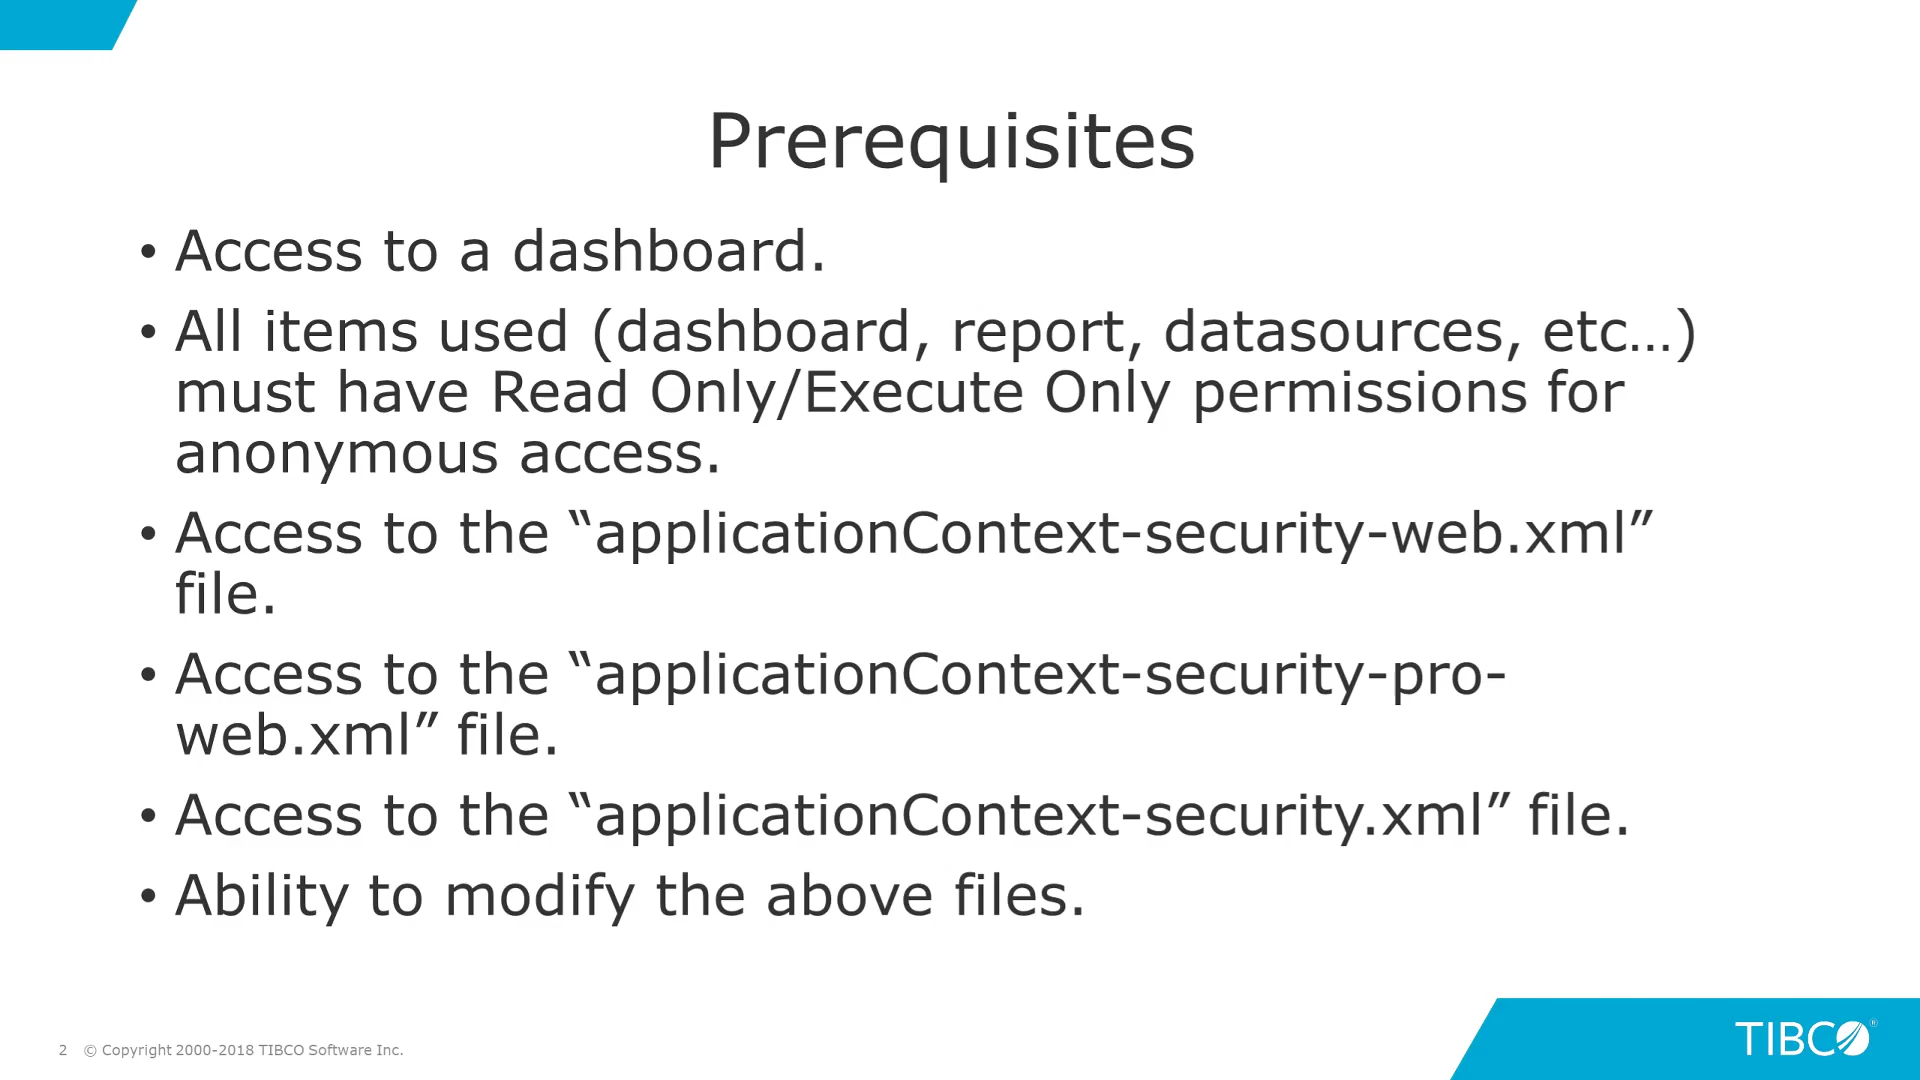 Prerequisites
• Access to a dashboard.
• All items used (dashboard, report, datasources, etc…)
must have Read Only/Execute Only permissions for
anonymous access.
• Access to the “applicationContext-security-web.xml”
file.
• Access to the “applicationContext-security-pro-
web.xml” file.
• Access to the “applicationContext-security.xml” file.
• Ability to modify the above files.
2 © Copyright 2000-2018 TIBCO Software Inc.
TIBCO®